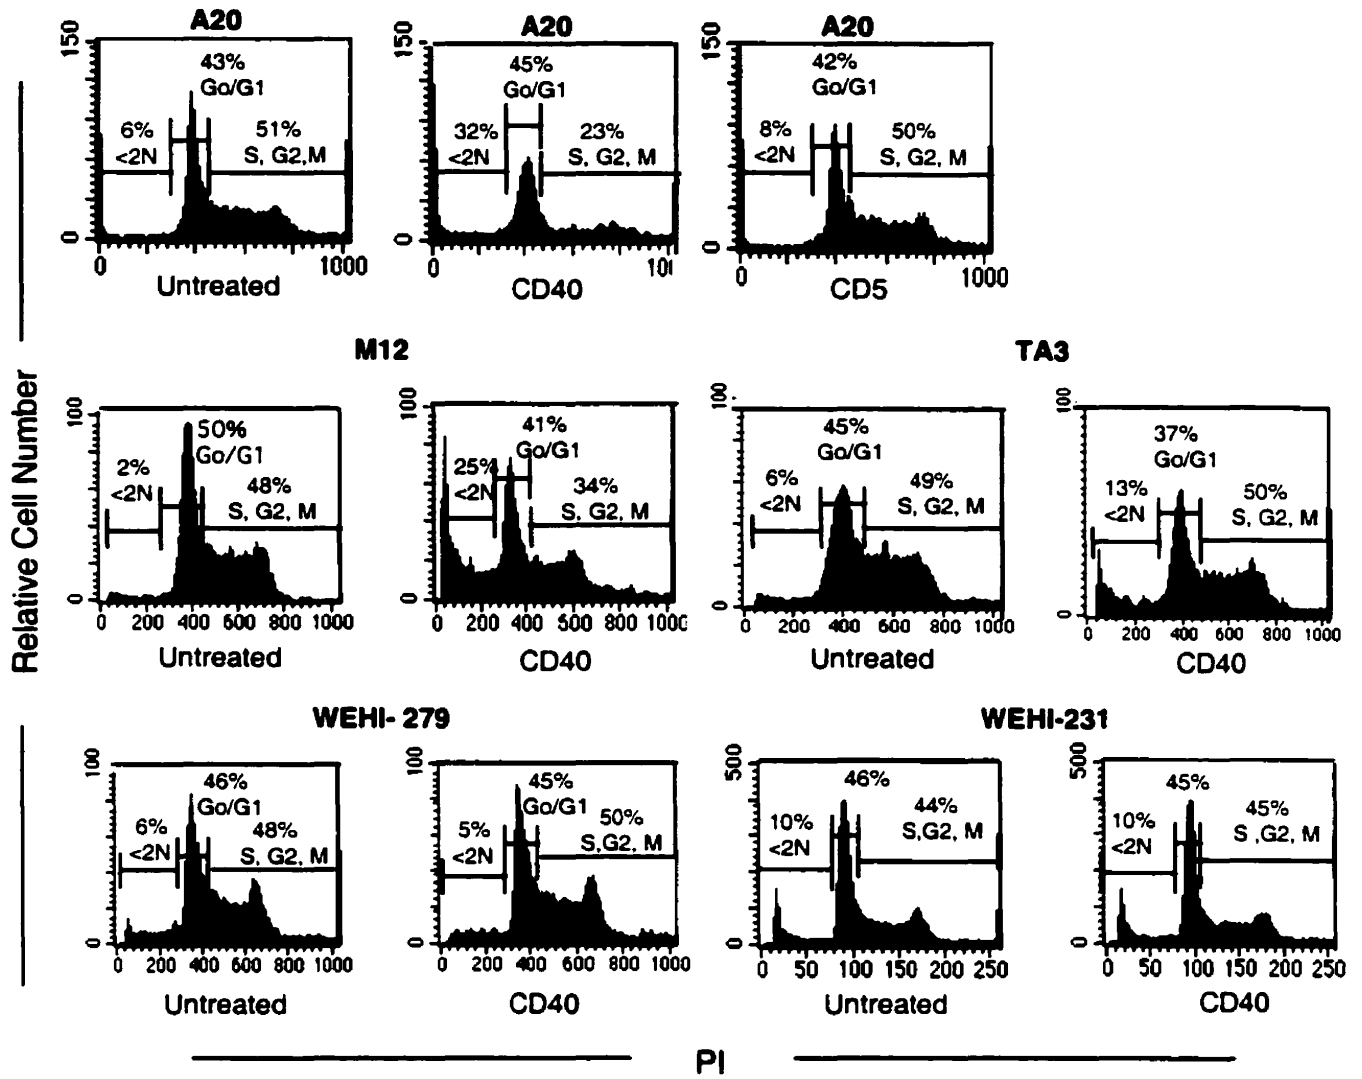 A20
A20
A20
150
43%
Go/G1
6%
<2N
51%
S, G2,M
0
0
1000
Untreated
150
45%
Go/G1
32%
<2N
23%
S, G2, M
0
0
CD40
150
42%
Go/G1
8%
<2N
50%
S, G2, M
0
0
1000
CD5
Relative Cell Number
M12
TA3
100
50%
Go/G1
2%
<2N
48%
S, G2, M
0
0 200 400 600 800 1000
Untreated
100
41%
Go/G1
25%
<2N
34%
S, G2, M
0
0 200 400 600 800
CD40
100
45%
Go/G1
6%
<2N
49%
S, G2, M
0
0 200 400 600 800 1000
Untreated
100
37%
Go/G1
13%
<2N
50%
S, G2, M
0
0 200 400 600 800 1000
CD40
WEHI- 279
WEHI-231
100
46%
Go/G1
6%
<2N
48%
S, G2, M
0
0 200 400 600 800 1000
Untreated
100
45%
Go/G1
5%
<2N
50%
S,G2, M
0
0 200 400 600 800 1000
CD40
500
46%
10%
<2N
44%
S,G2, M
0
0 50 100 150 200 250
Untreated
500
45%
10%
<2N
45%
S,G2, M
0
0 50 100 150 200 250
CD40
PI